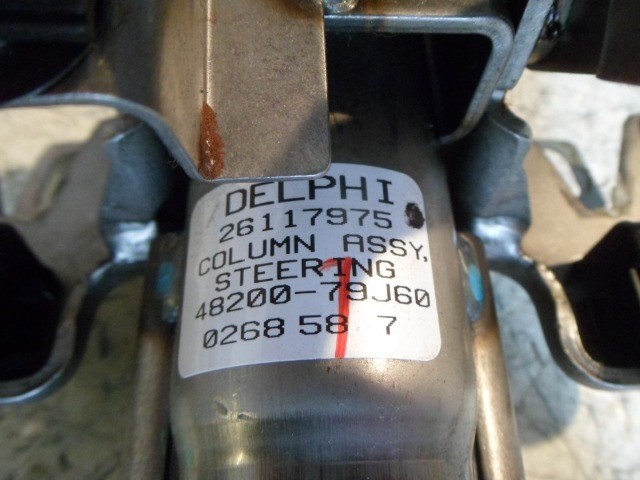 DELPHI
26117975
COLUMN ASSY,
STEERING
48200-79J60
0268 58 7